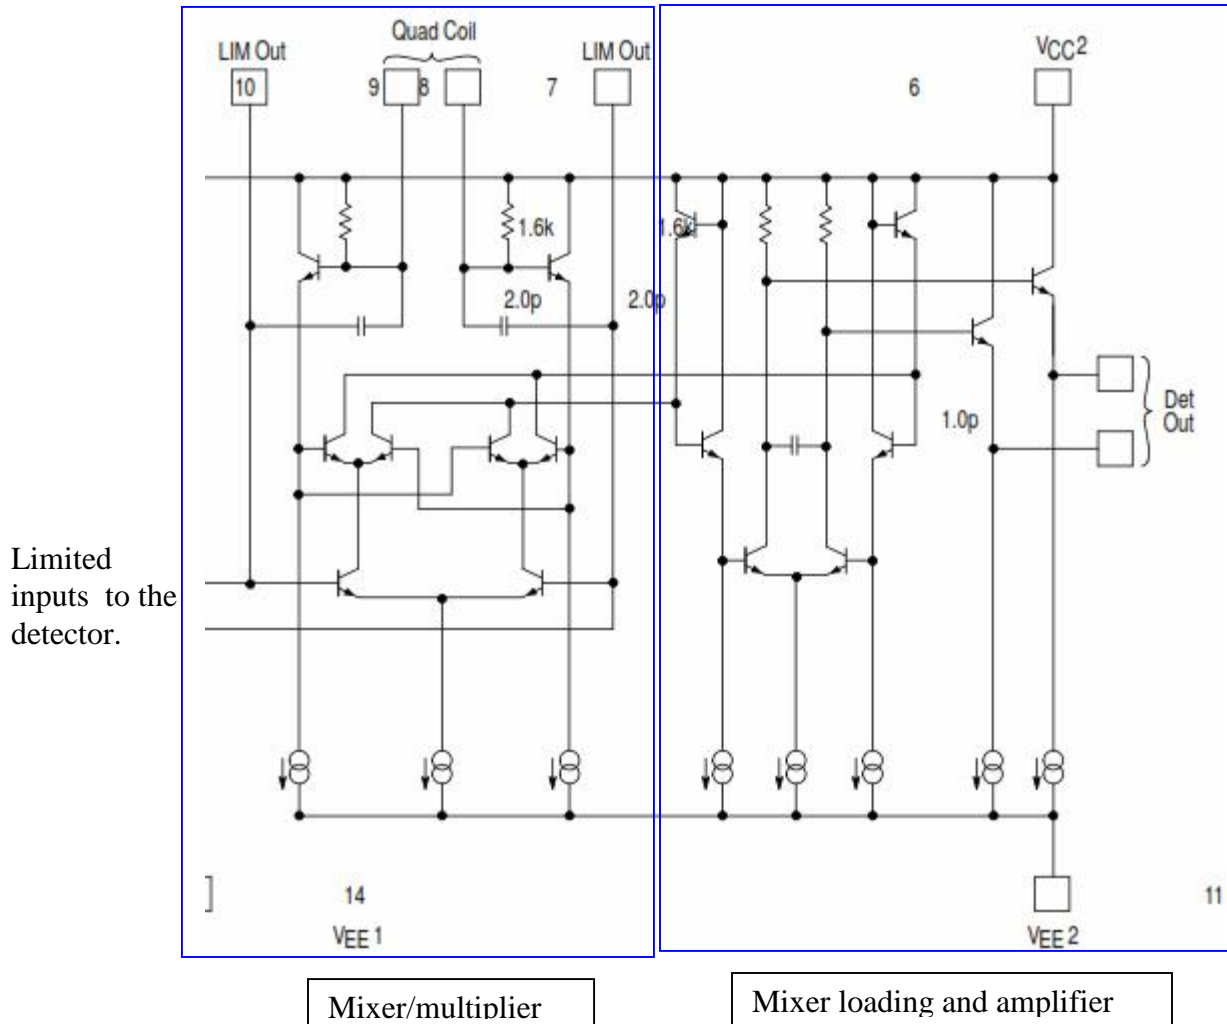 Quad Coil
LIM Out
LIM Out
VCC2
10
9
8
7
6
1.6k
1.6k
2.0p
2.0p
Det
Out
1.0p
Limited
inputs to the
detector.
14
11
VEE 1
VEE 2
Mixer/multiplier
Mixer loading and amplifier